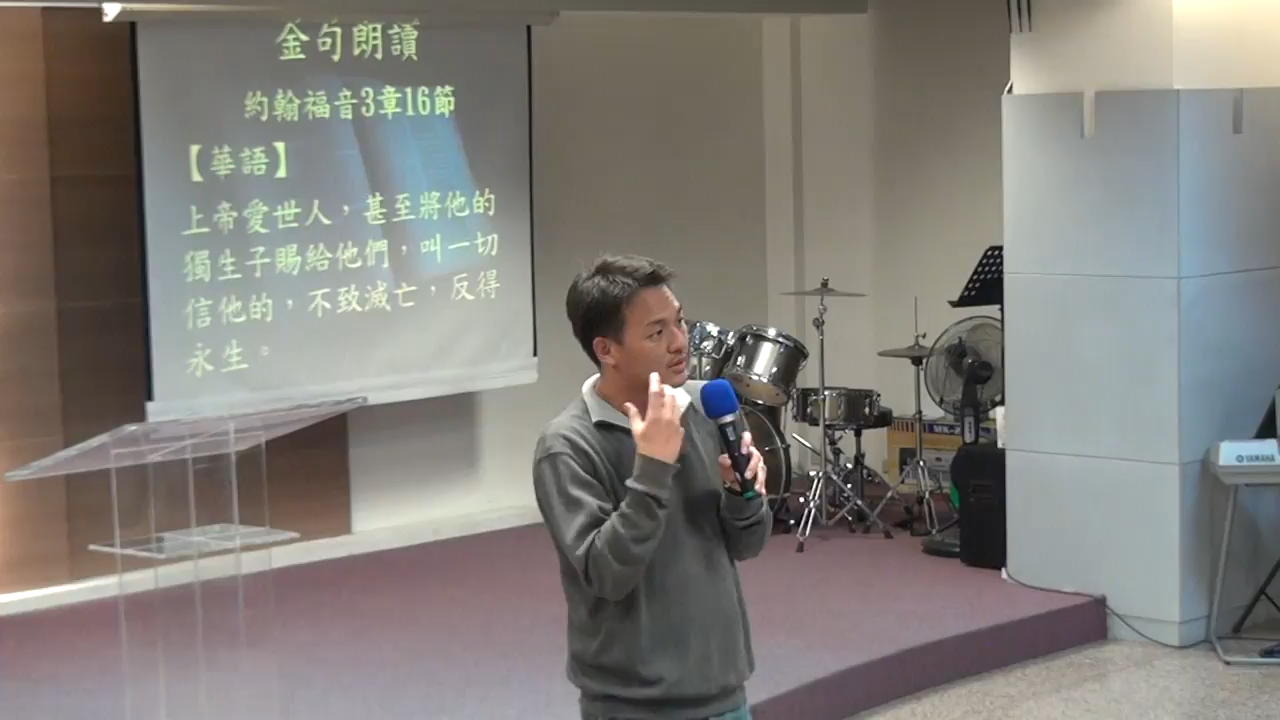 金句朗讀
約翰福音3章16節
【華語】
上帝愛世人，甚至將他的
獨生子賜給他們，叫一切
信他的，不致滅亡，反得
永生。
YAMAHA